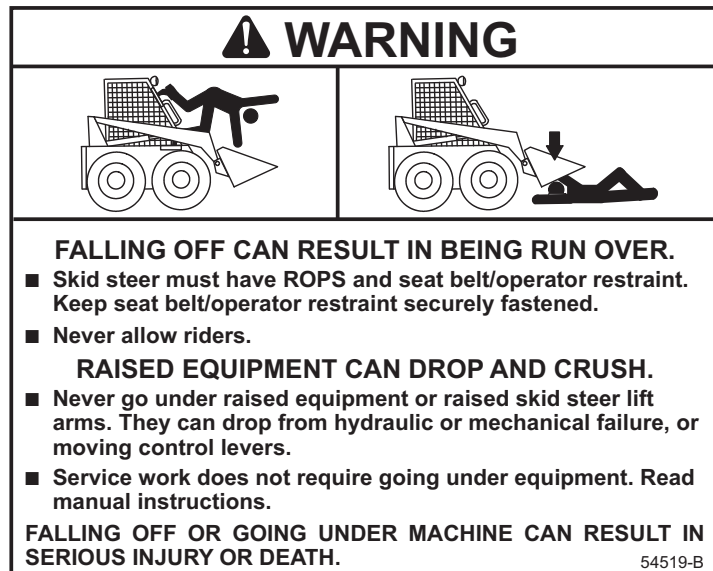 WARNING
FALLING OFF CAN RESULT IN BEING RUN OVER.
■ Skid steer must have ROPS and seat belt/operator restraint.
Keep seat belt/operator restraint securely fastened.
■ Never allow riders.
RAISED EQUIPMENT CAN DROP AND CRUSH.
■ Never go under raised equipment or raised skid steer lift
arms. They can drop from hydraulic or mechanical failure, or
moving control levers.
■ Service work does not require going under equipment. Read
manual instructions.
FALLING OFF OR GOING UNDER MACHINE CAN RESULT IN
SERIOUS INJURY OR DEATH.
54519-B